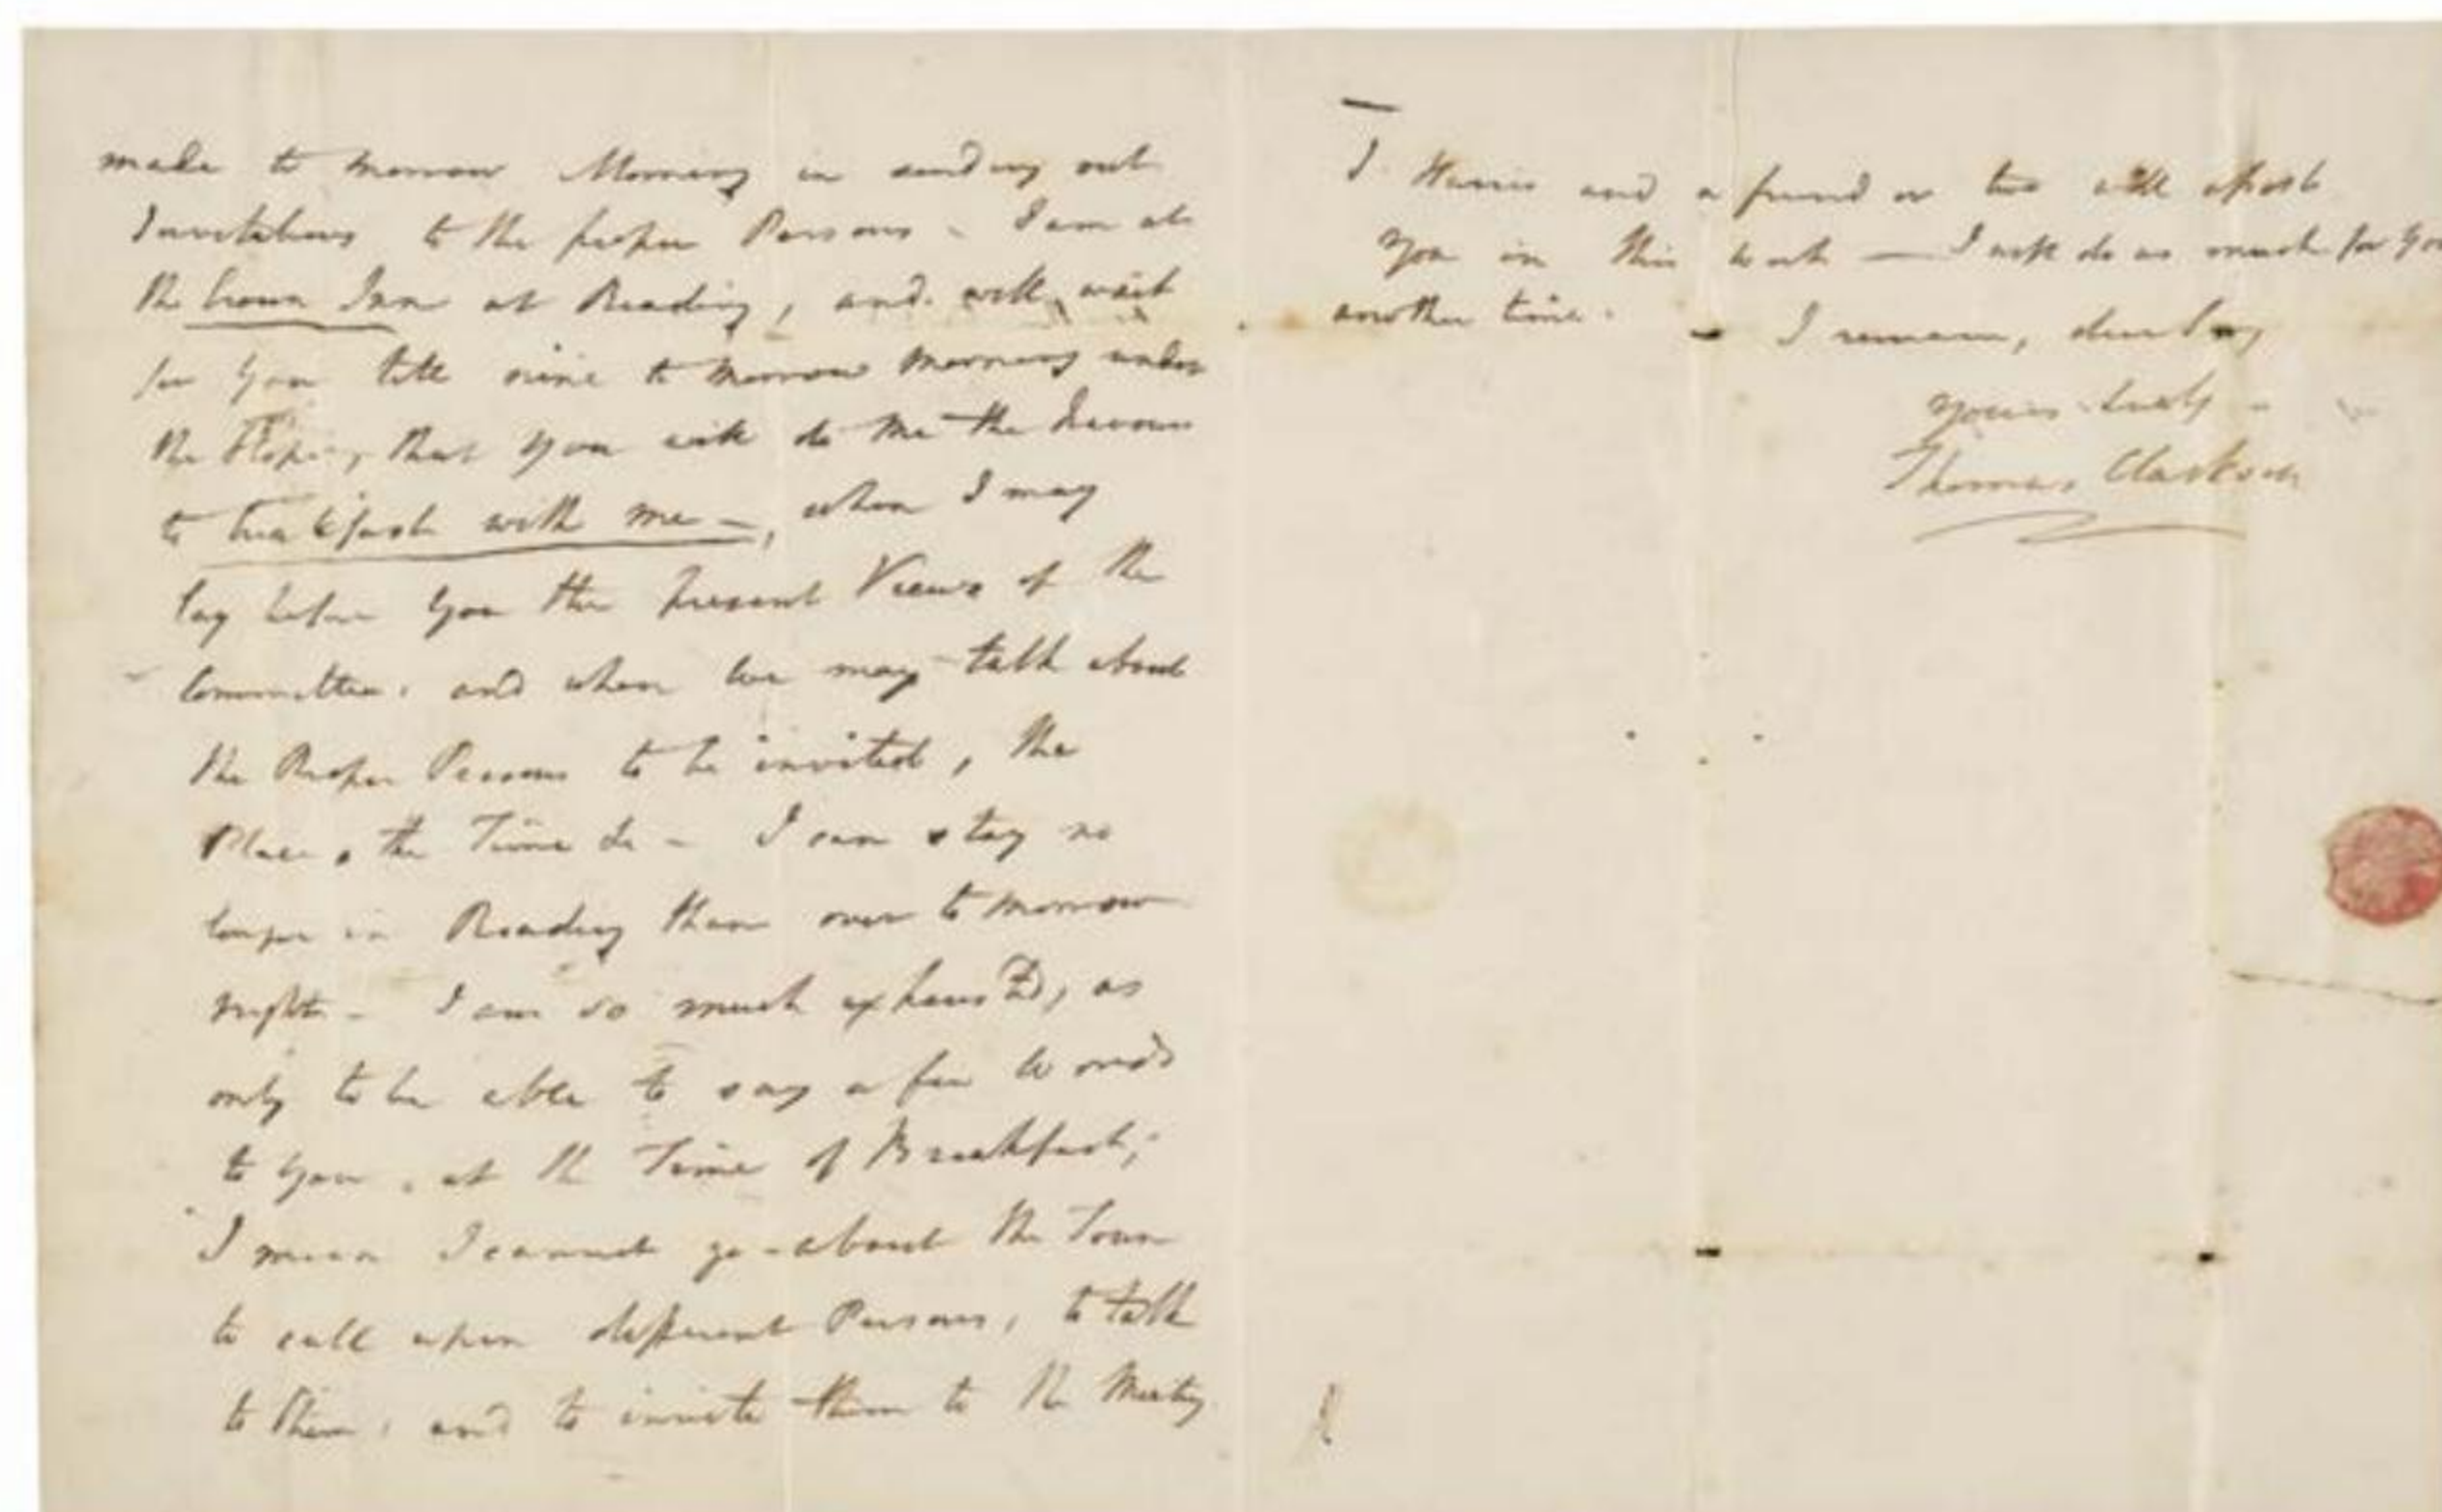 made to morrow Morning in sending out
Invitations to the proper Persons - I am at
the Crown Inn at Reading, and will wait
for you till nine to morrow morning under
the Hope, that you will do me the Favour
to breakfast with me -, when I may
lay before you the present Views of the
Committee, and when we may talk about
the Proper Persons to be invited, the
Place, the Time &c - I can stay no
longer in Reading than over to morrow
night - I am so much exhausted, as
only to be able to say a few words
to you, at the Time of Breakfast;
I mean I cannot go about the Town
to call upon different Persons, to talk
to them, and to invite them to the Meeting
J. Harris and a friend or two will assist
you in this work — I will do as much for you
another time.
- I remain, dear Sir,
yours truly -
Thomas Clarkson